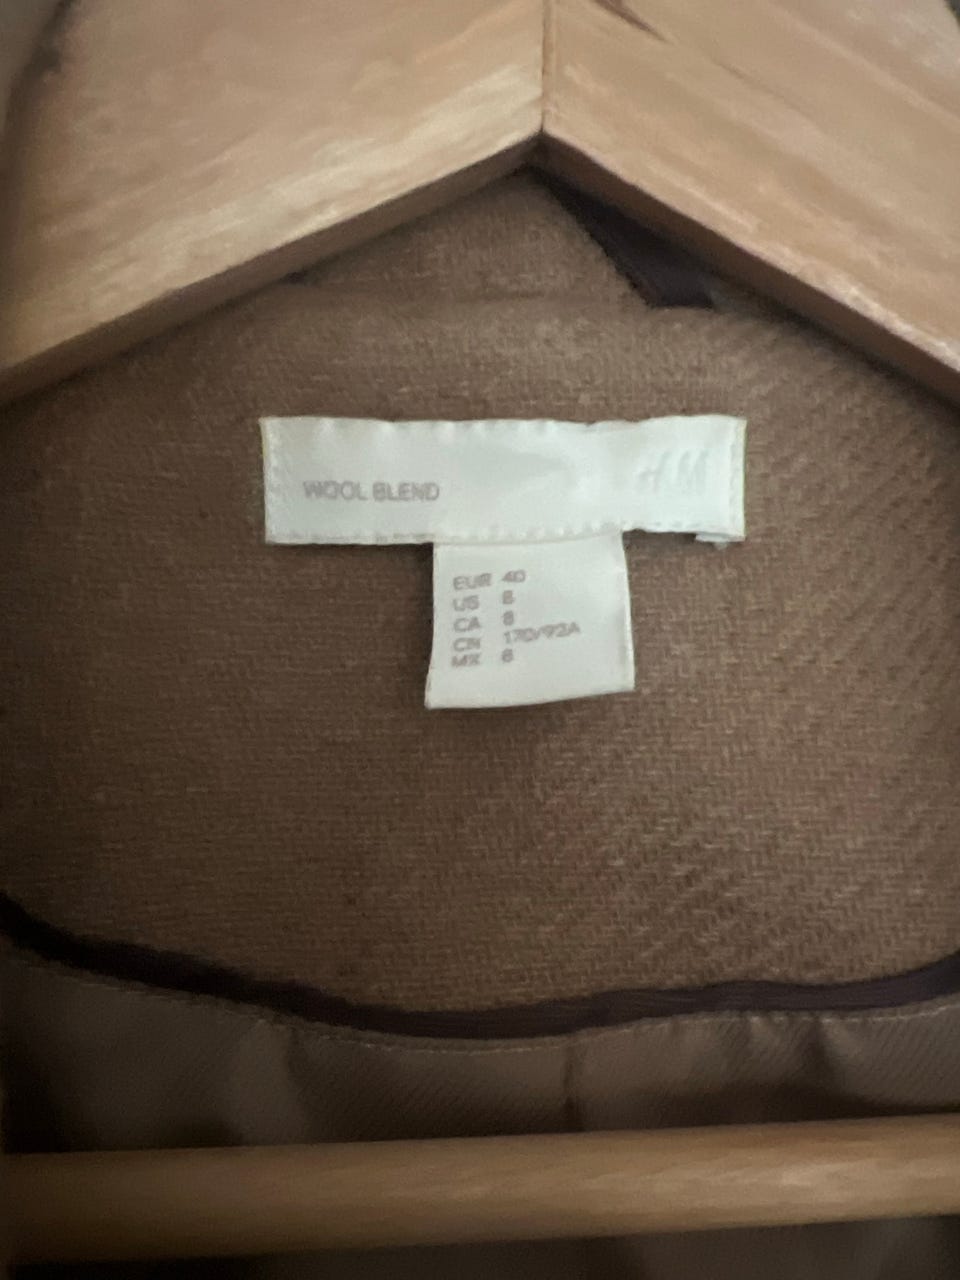 WOOL BLEND H&M
EUR 40
US 8
CA 8
CN 170/92A
MX 8